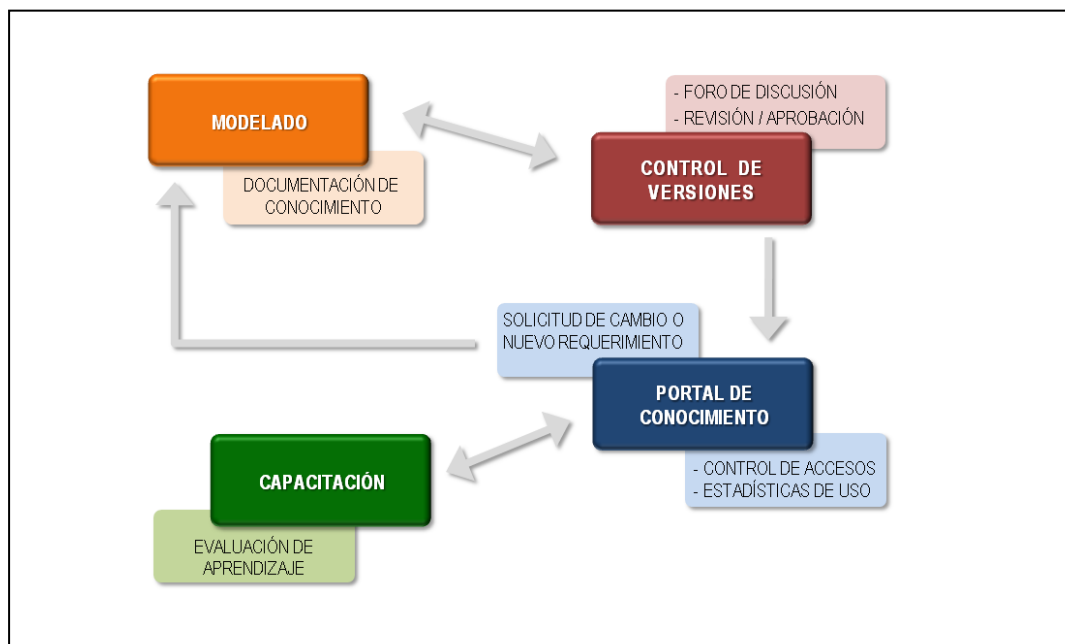 MODELADO
DOCUMENTACIÓN DE
CONOCIMIENTO
- FORO DE DISCUSIÓN
- REVISIÓN / APROBACIÓN
CONTROL DE
VERSIONES
SOLICITUD DE CAMBIO O
NUEVO REQUERIMIENTO
PORTAL DE
CONOCIMIENTO
- CONTROL DE ACCESOS
- ESTADÍSTICAS DE USO
CAPACITACIÓN
EVALUACIÓN DE
APRENDIZAJE